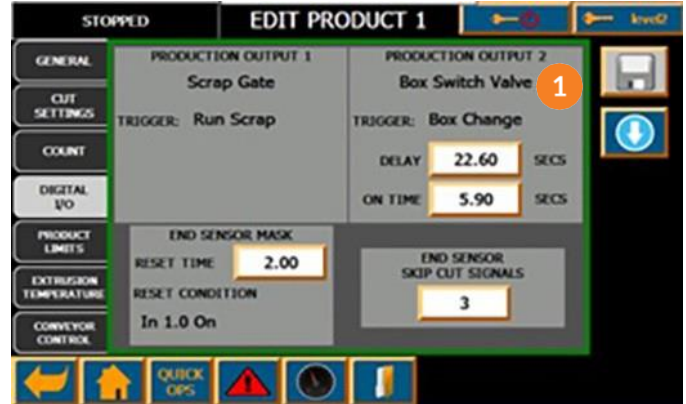 STOPPED
EDIT PRODUCT 1
level2
GENERAL
CUT
SETTINGS
COUNT
DIGITAL
I/O
PRODUCT
LIMITS
EXTRUSION
TEMPERATURE
CONVEYOR
CONTROL
PRODUCTION OUTPUT 1
Scrap Gate
TRIGGER: Run Scrap
PRODUCTION OUTPUT 2
Box Switch Valve
1
TRIGGER: Box Change
DELAY 22.60 SECS
ON TIME 5.90 SECS
END SENSOR MASK
RESET TIME 2.00
RESET CONDITION
In 1.0 On
END SENSOR
SKIP CUT SIGNALS
3
QUICK
OPS